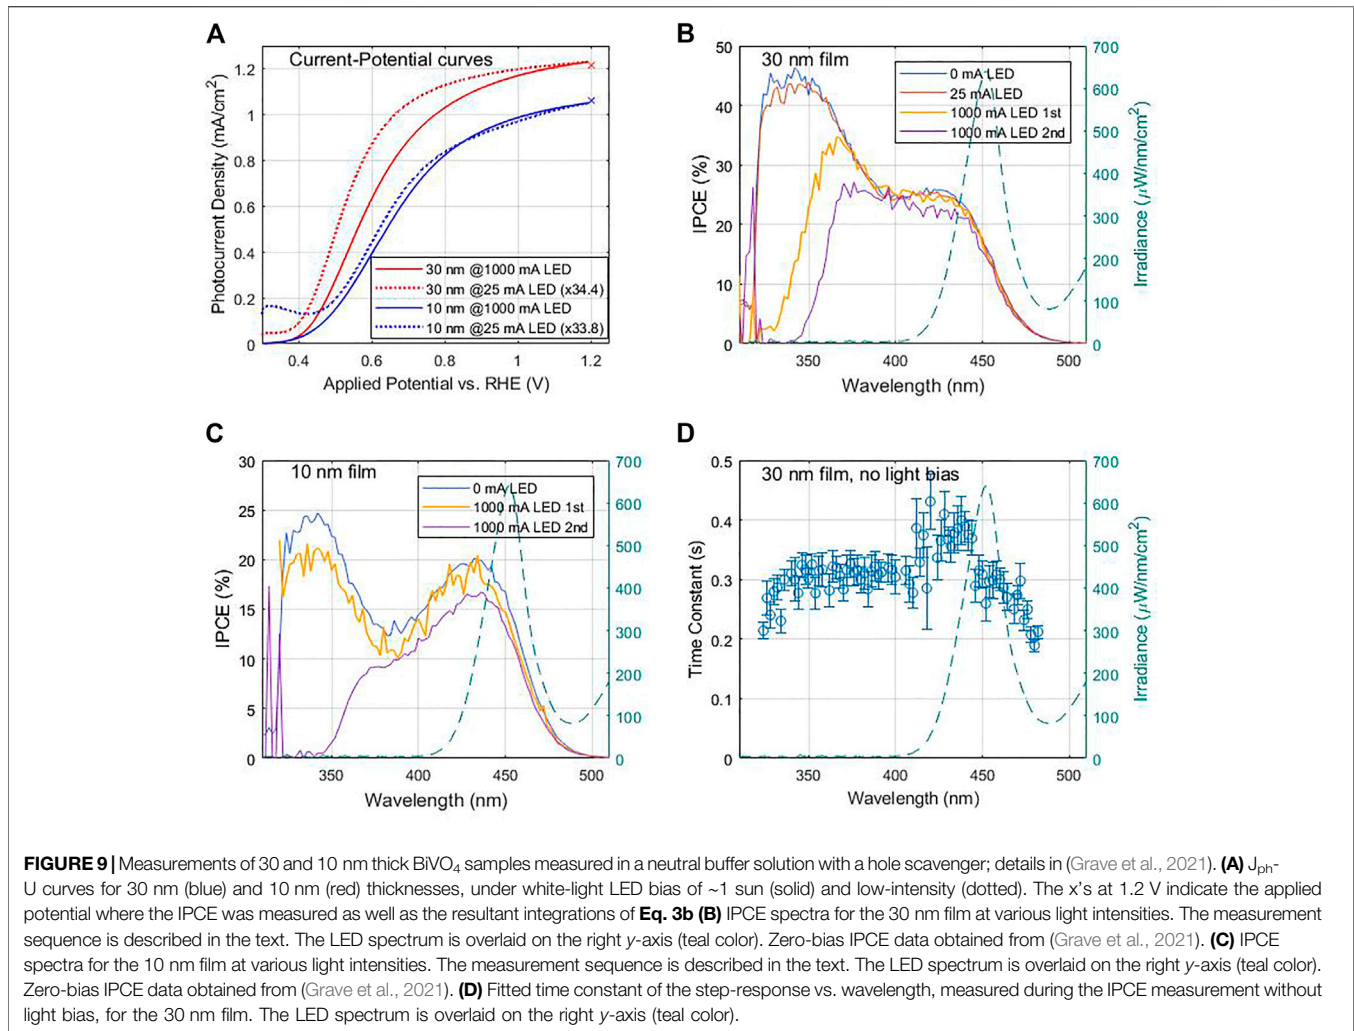 A
Current-Potential curves
Photocurrent Density (mA/cm²)
1.2
1
0.8
0.6
0.4
0.2
0
0.4
0.6
0.8
1
1.2
Applied Potential vs. RHE (V)
30 nm @1000 mA LED
30 nm @25 mA LED (x34.4)
10 nm @1000 mA LED
10 nm @25 mA LED (x33.8)
B
30 nm film
IPCE (%)
50
40
30
20
10
0
350
400
450
500
Wavelength (nm)
0 mA LED
25 mA LED
1000 mA LED 1st
1000 mA LED 2nd
700
600
500
400
300
200
100
0
Irradiance (μW/nm/cm²)
C
10 nm film
IPCE (%)
30
25
20
15
10
5
0
350
400
450
500
Wavelength (nm)
0 mA LED
1000 mA LED 1st
1000 mA LED 2nd
700
600
500
400
300
200
100
0
D
30 nm film, no light bias
Time Constant (s)
0.5
0.4
0.3
0.2
0.1
0
350
400
450
500
Wavelength (nm)
700
600
500
400
300
200
100
0
Irradiance (μW/nm/cm²)
FIGURE 9 | Measurements of 30 and 10 nm thick BiVO₄ samples measured in a neutral buffer solution with a hole scavenger; details in (Grave et al., 2021). (A) Jph-
U curves for 30 nm (blue) and 10 nm (red) thicknesses, under white-light LED bias of ~1 sun (solid) and low-intensity (dotted). The x's at 1.2 V indicate the applied
potential where the IPCE was measured as well as the resultant integrations of Eq. 3b (B) IPCE spectra for the 30 nm film at various light intensities. The measurement
sequence is described in the text. The LED spectrum is overlaid on the right y-axis (teal color). Zero-bias IPCE data obtained from (Grave et al., 2021). (C) IPCE
spectra for the 10 nm film at various light intensities. The measurement sequence is described in the text. The LED spectrum is overlaid on the right y-axis (teal color).
Zero-bias IPCE data obtained from (Grave et al., 2021). (D) Fitted time constant of the step-response vs. wavelength, measured during the IPCE measurement without
light bias, for the 30 nm film. The LED spectrum is overlaid on the right y-axis (teal color).